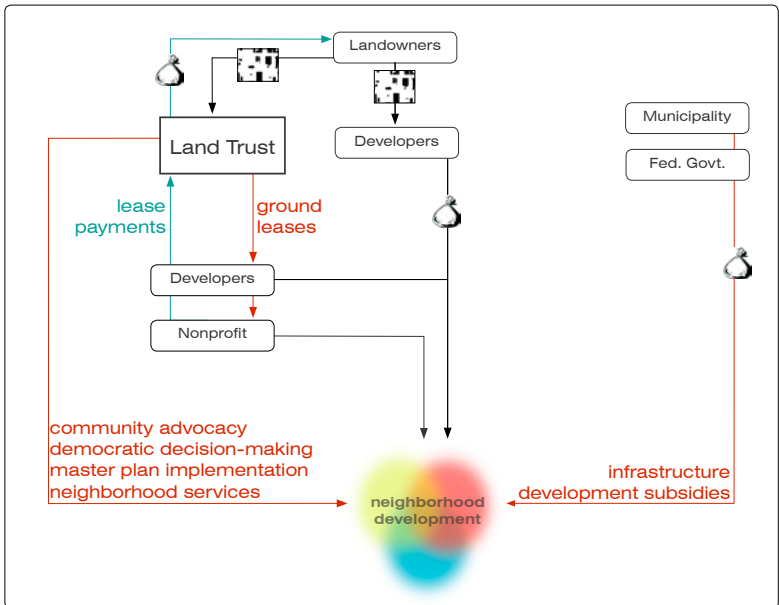 Landowners
Municipality
Land Trust
Developers
Fed. Govt.
lease
payments
ground
leases
Developers
Nonprofit
community advocacy
democratic decision-making
master plan implementation
neighborhood services
neighborhood
development
infrastructure
development subsidies